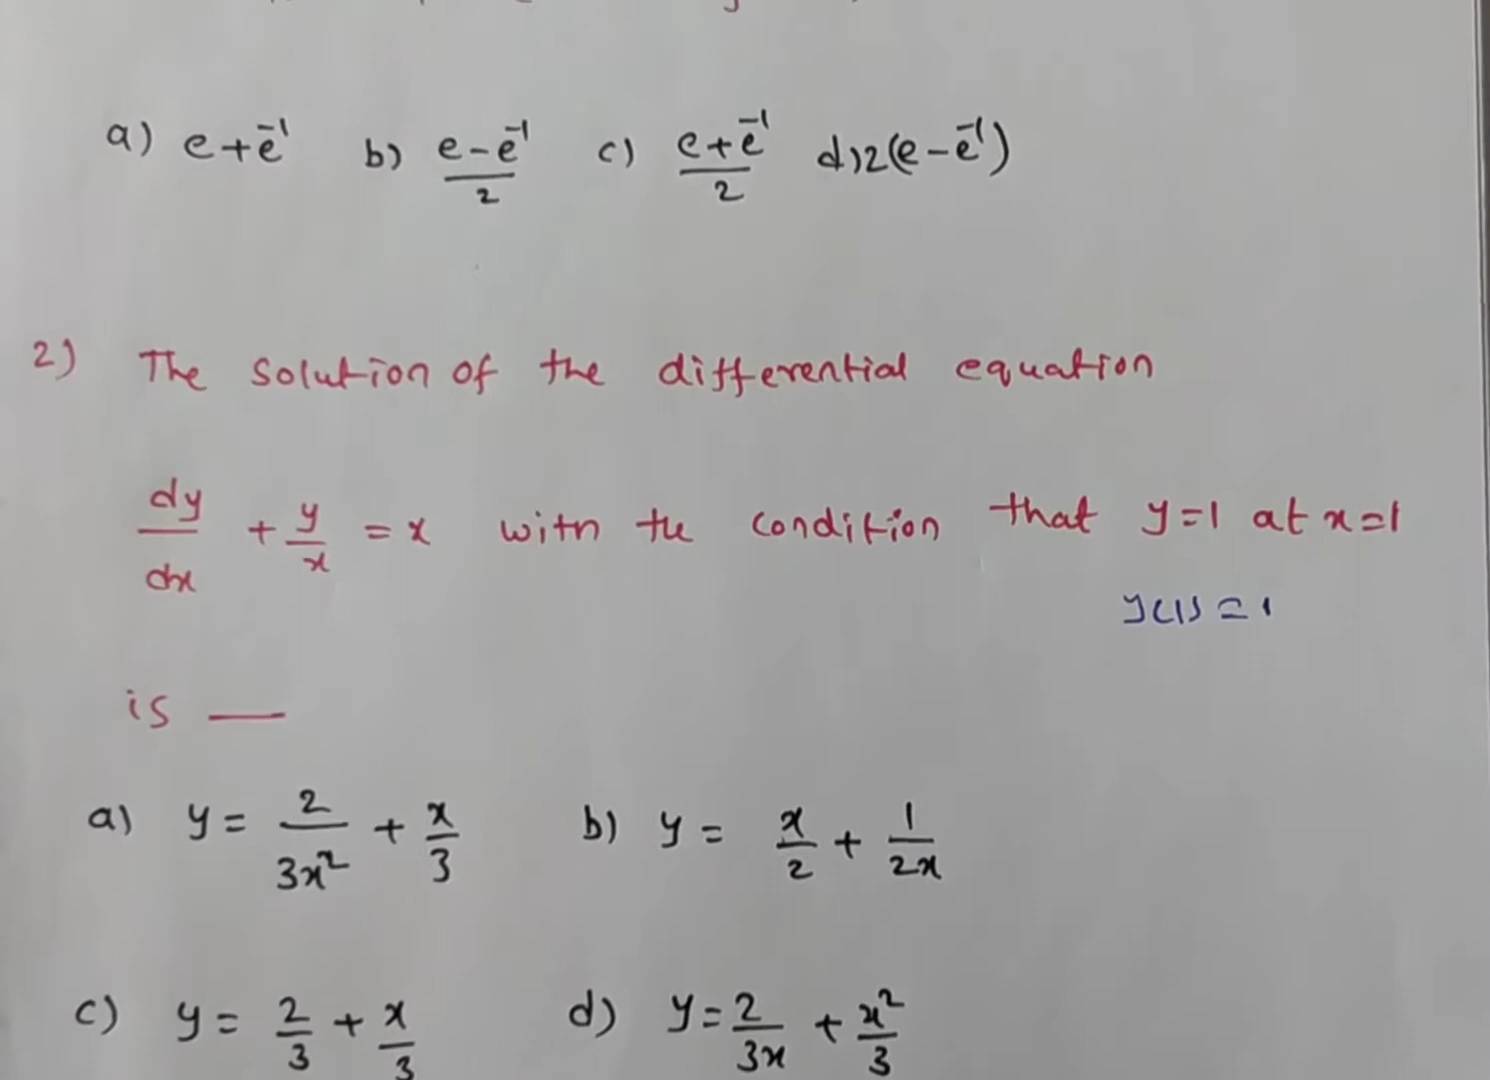 a) e+e⁻¹ b) (e-e⁻¹)/2 c) (e+e⁻¹)/2 d) 2(e-e⁻¹)
2) The solution of the differential equation
dy/dx + y/x = x with the condition that y=1 at x=1
y(1) = 1
is —
a) y = 2/3x² + x/3 b) y = x/2 + 1/2x
c) y = 2/3 + x/3 d) y = 2/3x + x²/3